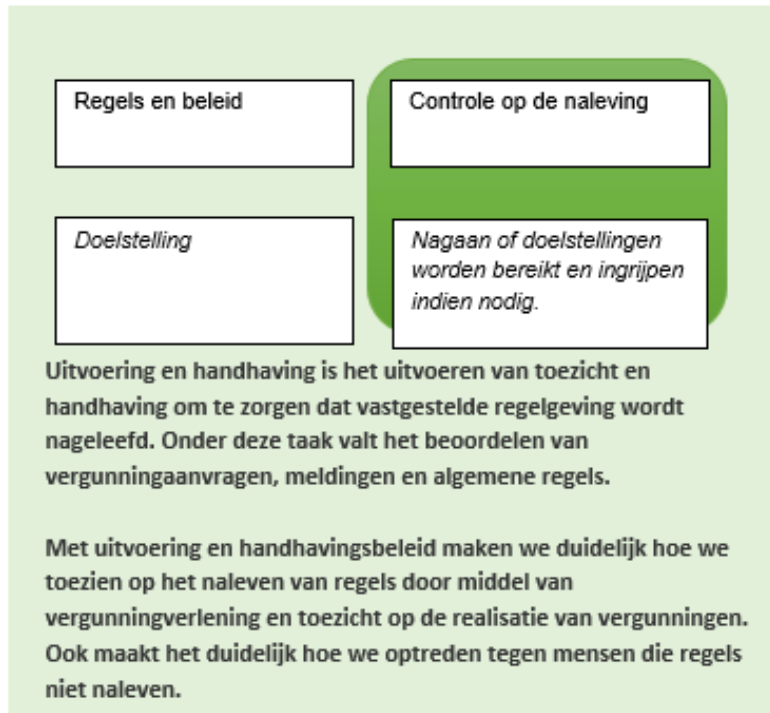 Regels en beleid
Controle op de naleving
Doelstelling
Nagaan of doelstellingen
worden bereikt en ingrijpen
indien nodig.
Uitvoering en handhaving is het uitvoeren van toezicht en
handhaving om te zorgen dat vastgestelde regelgeving wordt
nageleefd. Onder deze taak valt het beoordelen van
vergunningaanvragen, meldingen en algemene regels.
Met uitvoering en handhavingsbeleid maken we duidelijk hoe we
toezien op het naleven van regels door middel van
vergunningverlening en toezicht op de realisatie van vergunningen.
Ook maakt het duidelijk hoe we optreden tegen mensen die regels
niet naleven.